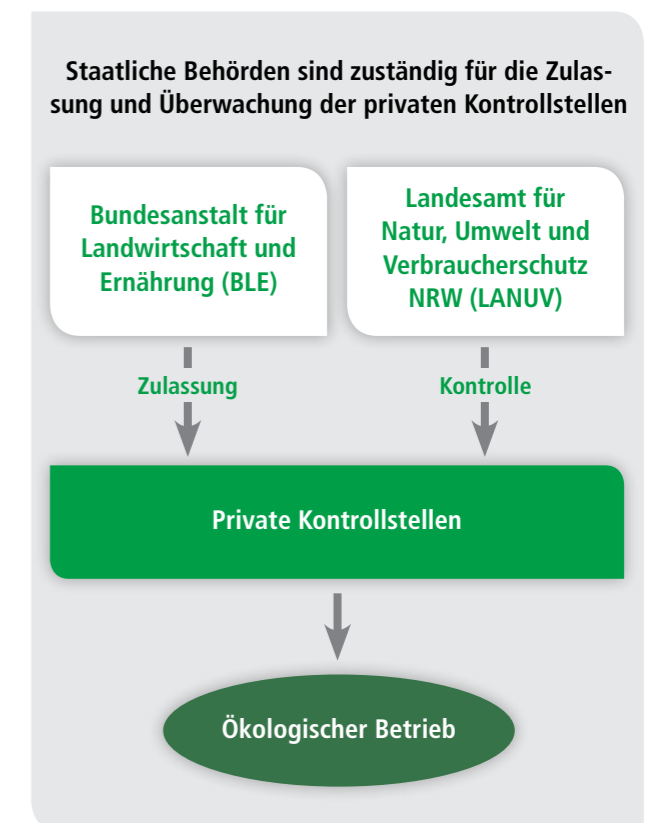 Staatliche Behörden sind zuständig für die Zulas-
sung und Überwachung der privaten Kontrollstellen
Bundesanstalt für
Landwirtschaft und
Ernährung (BLE)
Landesamt für
Natur, Umwelt und
Verbraucherschutz
NRW (LANUV)
Zulassung
Kontrolle
Private Kontrollstellen
Ökologischer Betrieb